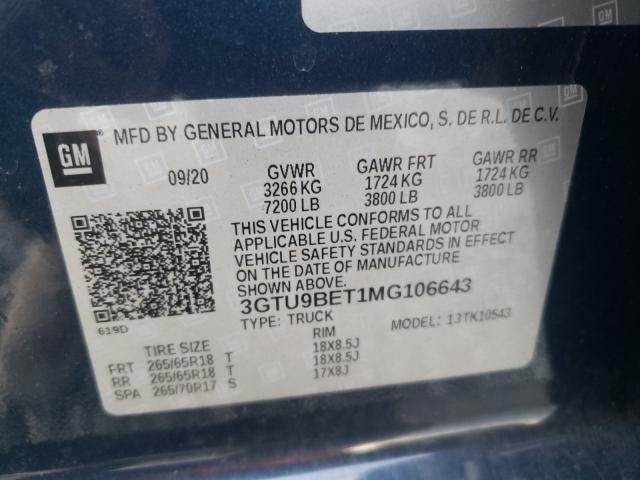 GM
MFD BY GENERAL MOTORS DE MEXICO, S. DE R.L. DE C.V.
09/20 GVWR GAWR FRT GAWR RR
3266 KG 1724 KG 1724 KG
7200 LB 3800 LB 3800 LB
THIS VEHICLE CONFORMS TO ALL
APPLICABLE U.S. FEDERAL MOTOR
VEHICLE SAFETY STANDARDS IN EFFECT
ON THE DATE OF MANUFACTURE
SHOWN ABOVE.
3GTU9BET1MG106643
619D
TYPE: TRUCK MODEL: 13TK10543
TIRE SIZE RIM
FRT 265/65R18 T 18X8.5J
RR 265/65R18 T 18X8.5J
SPA 265/70R17 S 17X8J